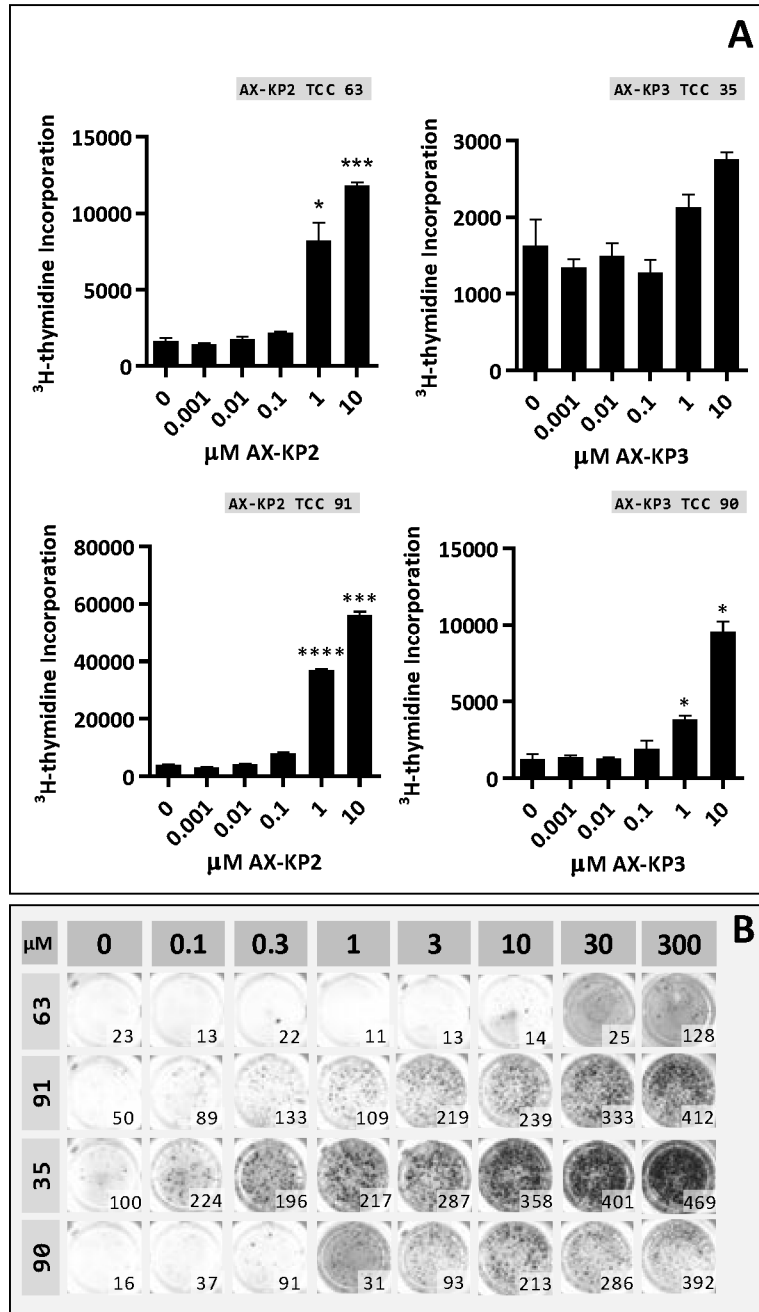 A
AX-KP2 TCC 63
³H-thymidine Incorporation
15000
10000
5000
0
*
***
0 0.001 0.01 0.1 1 10
µM AX-KP2
AX-KP3 TCC 35
³H-thymidine Incorporation
3000
2000
1000
0
0 0.001 0.01 0.1 1 10
µM AX-KP3
AX-KP2 TCC 91
³H-thymidine Incorporation
80000
60000
40000
20000
0
****
***
0 0.001 0.01 0.1 1 10
µM AX-KP2
AX-KP3 TCC 90
³H-thymidine Incorporation
15000
10000
5000
0
*
*
0 0.001 0.01 0.1 1 10
µM AX-KP3
B
µM 0 0.1 0.3 1 3 10 30 300
63 23 13 22 11 13 14 25 128
91 50 89 133 109 219 239 333 412
35 100 224 196 217 287 358 401 469
90 16 37 91 31 93 213 286 392